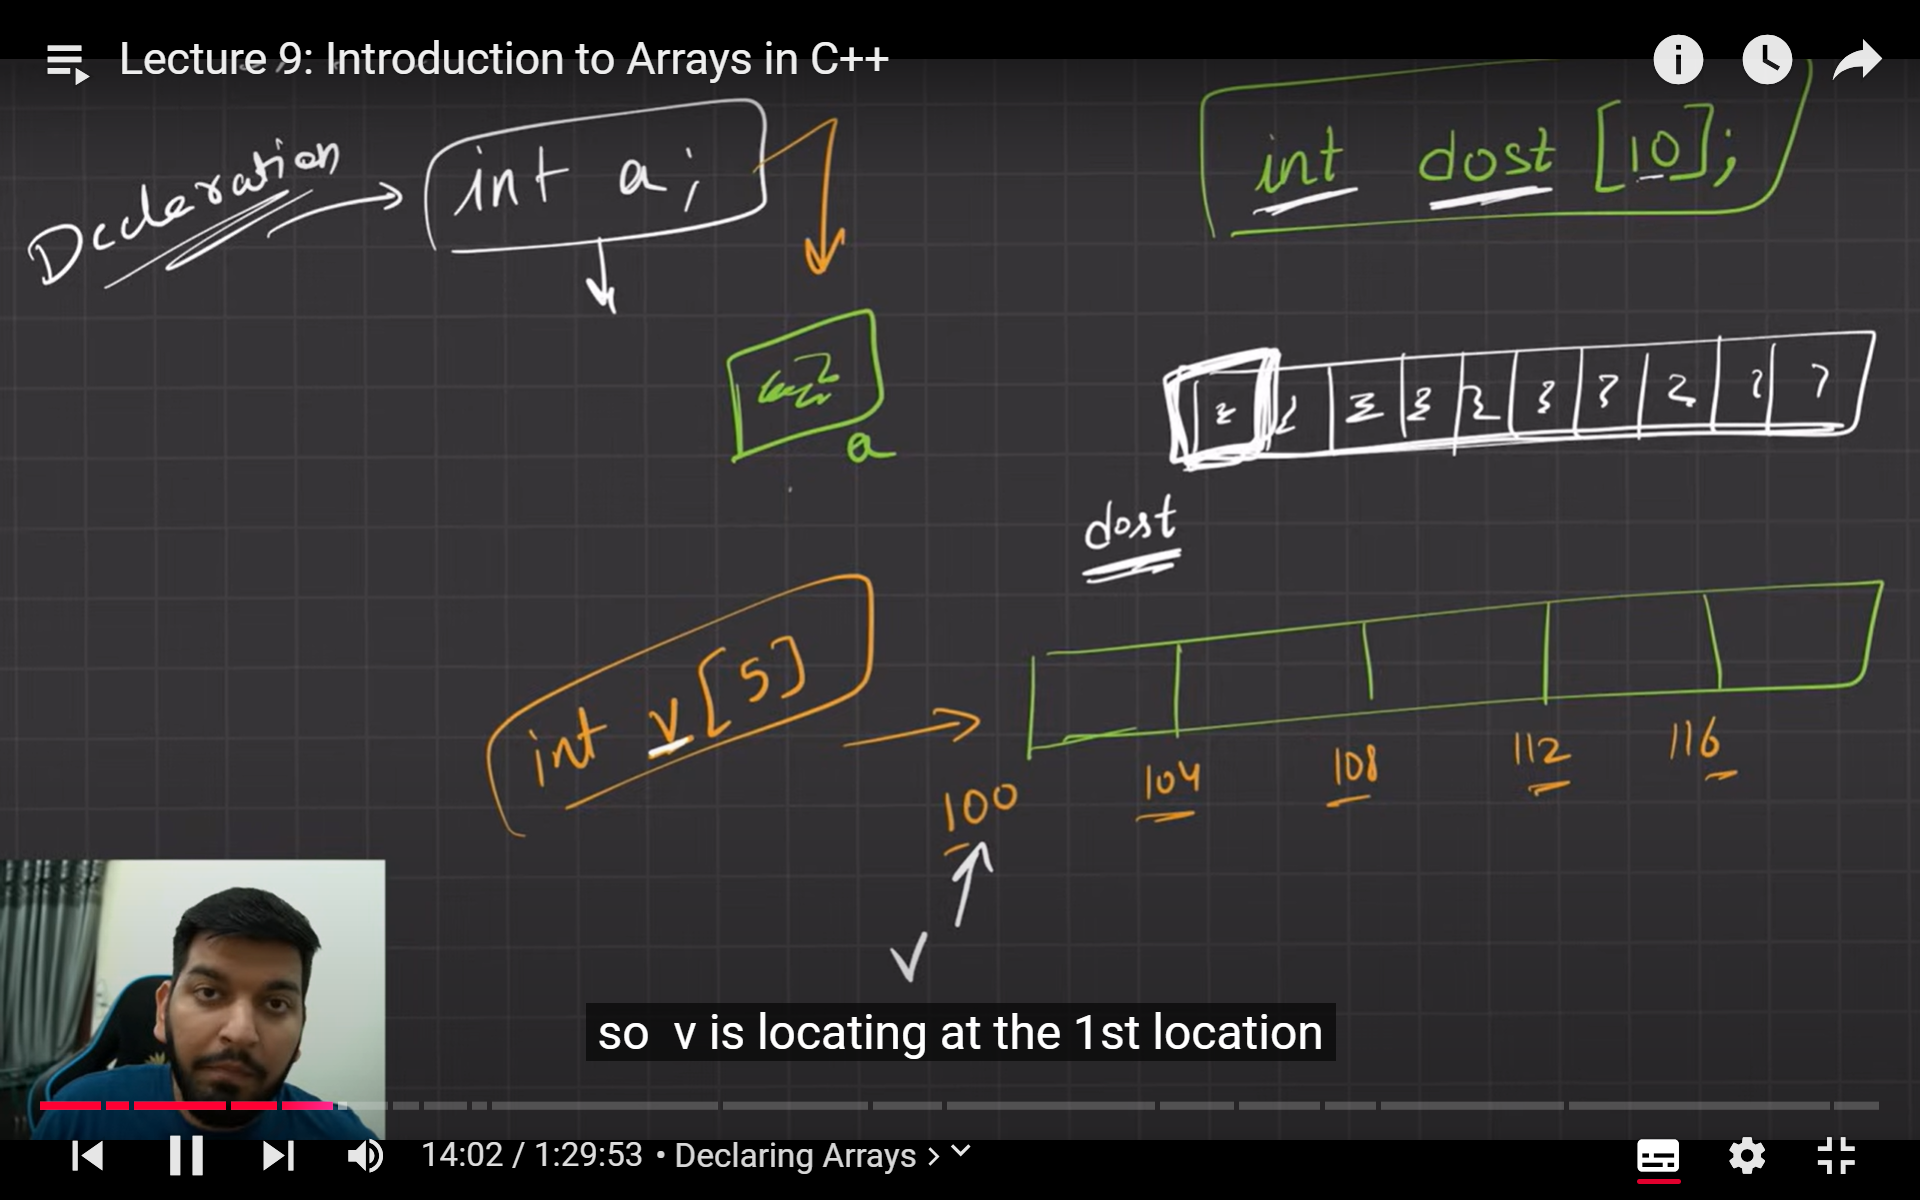 Lecture 9: Introduction to Arrays in C++
Decleration
int a;
int dost [10];
a
dost
int v[5]
100
104
108
112
116
v
so v is locating at the 1st location
14:02 / 1:29:53 • Declaring Arrays